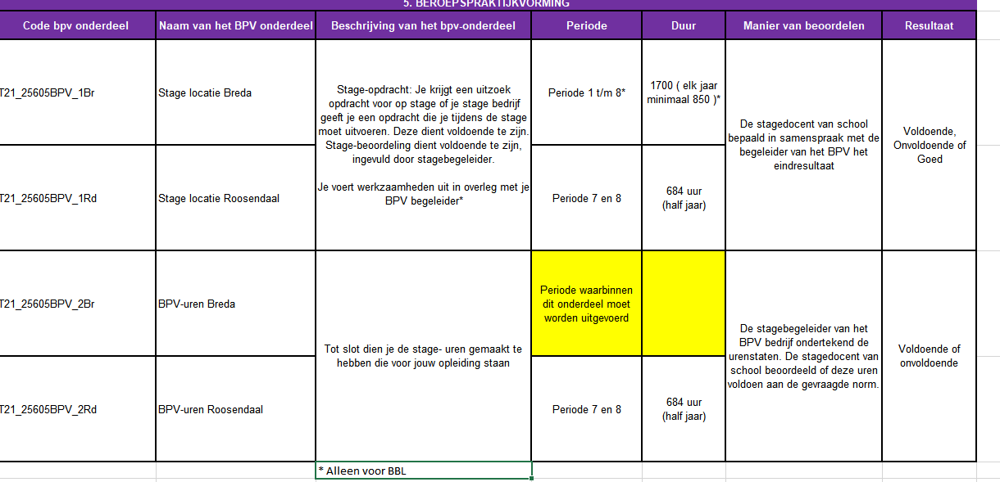 5. BEROEPSPRAKTIJKVORMING
Code bpv onderdeel
Naam van het BPV onderdeel
Beschrijving van het bpv-onderdeel
Periode
Duur
Manier van beoordelen
Resultaat
T21_25605BPV_1Br
Stage locatie Breda
Stage-opdracht: Je krijgt een uitzoek
opdracht voor op stage of je stage bedrijf
geeft je een opdracht die je tijdens de stage
moet uitvoeren. Deze dient voldoende te zijn.
Stage-beoordeling dient voldoende te zijn,
ingevuld door stagebegeleider.
Je voert werkzaamheden uit in overleg met je
BPV begeleider*
Periode 1 t/m 8*
1700 ( elk jaar
minimaal 850 )*
De stagedocent van school
bepaald in samenspraak met de
begeleider van het BPV het
eindresultaat
Voldoende,
Onvoldoende of
Goed
T21_25605BPV_1Rd
Stage locatie Roosendaal
Periode 7 en 8
684 uur
(half jaar)
T21_25605BPV_2Br
BPV-uren Breda
Tot slot dien je de stage- uren gemaakt te
hebben die voor jouw opleiding staan
Periode waarbinnen
dit onderdeel moet
worden uitgevoerd
De stagebegeleider van het
BPV bedrijf ondertekend de
urenstaten. De stagedocent van
school beoordeeld of deze uren
voldoen aan de gevraagde norm.
Voldoende of
onvoldoende
T21_25605BPV_2Rd
BPV-uren Roosendaal
Periode 7 en 8
684 uur
(half jaar)
* Alleen voor BBL